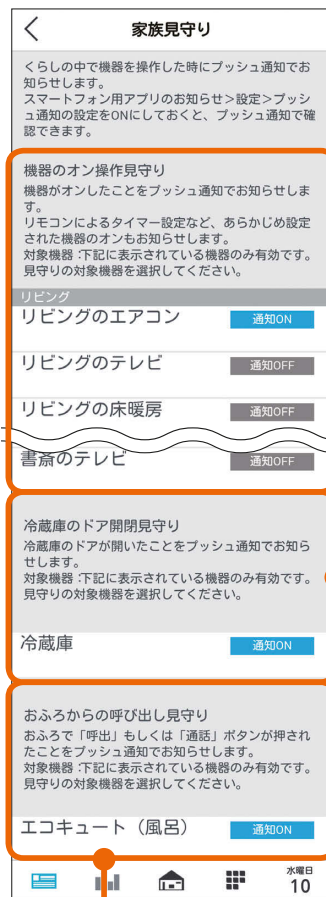 家族見守り
くらしの中で機器を操作した時にプッシュ通知でお
知らせします。
スマートフォン用アプリのお知らせ>設定>プッシ
ュ通知の設定をONにしておくと、プッシュ通知で確
認できます。
機器のオン操作見守り
機器がオンしたことをプッシュ通知でお知らせしま
す。
リモコンによるタイマー設定など、あらかじめ設定
された機器のオンもお知らせします。
対象機器:下記に表示されている機器のみ有効です。
見守りの対象機器を選択してください。
リビング
リビングのエアコン 通知ON
リビングのテレビ 通知OFF
リビングの床暖房 通知OFF
書斎のテレビ 通知OFF
冷蔵庫のドア開閉見守り
冷蔵庫のドアが開いたことをプッシュ通知でお知ら
せします。
対象機器:下記に表示されている機器のみ有効です。
見守りの対象機器を選択してください。
冷蔵庫 通知ON
おふろからの呼び出し見守り
おふろで「呼出」もしくは「通話」ボタンが押され
たことをプッシュ通知でお知らせします。
対象機器:下記に表示されている機器のみ有効です。
見守りの対象機器を選択してください。
エコキュート（風呂） 通知ON
水曜日
10